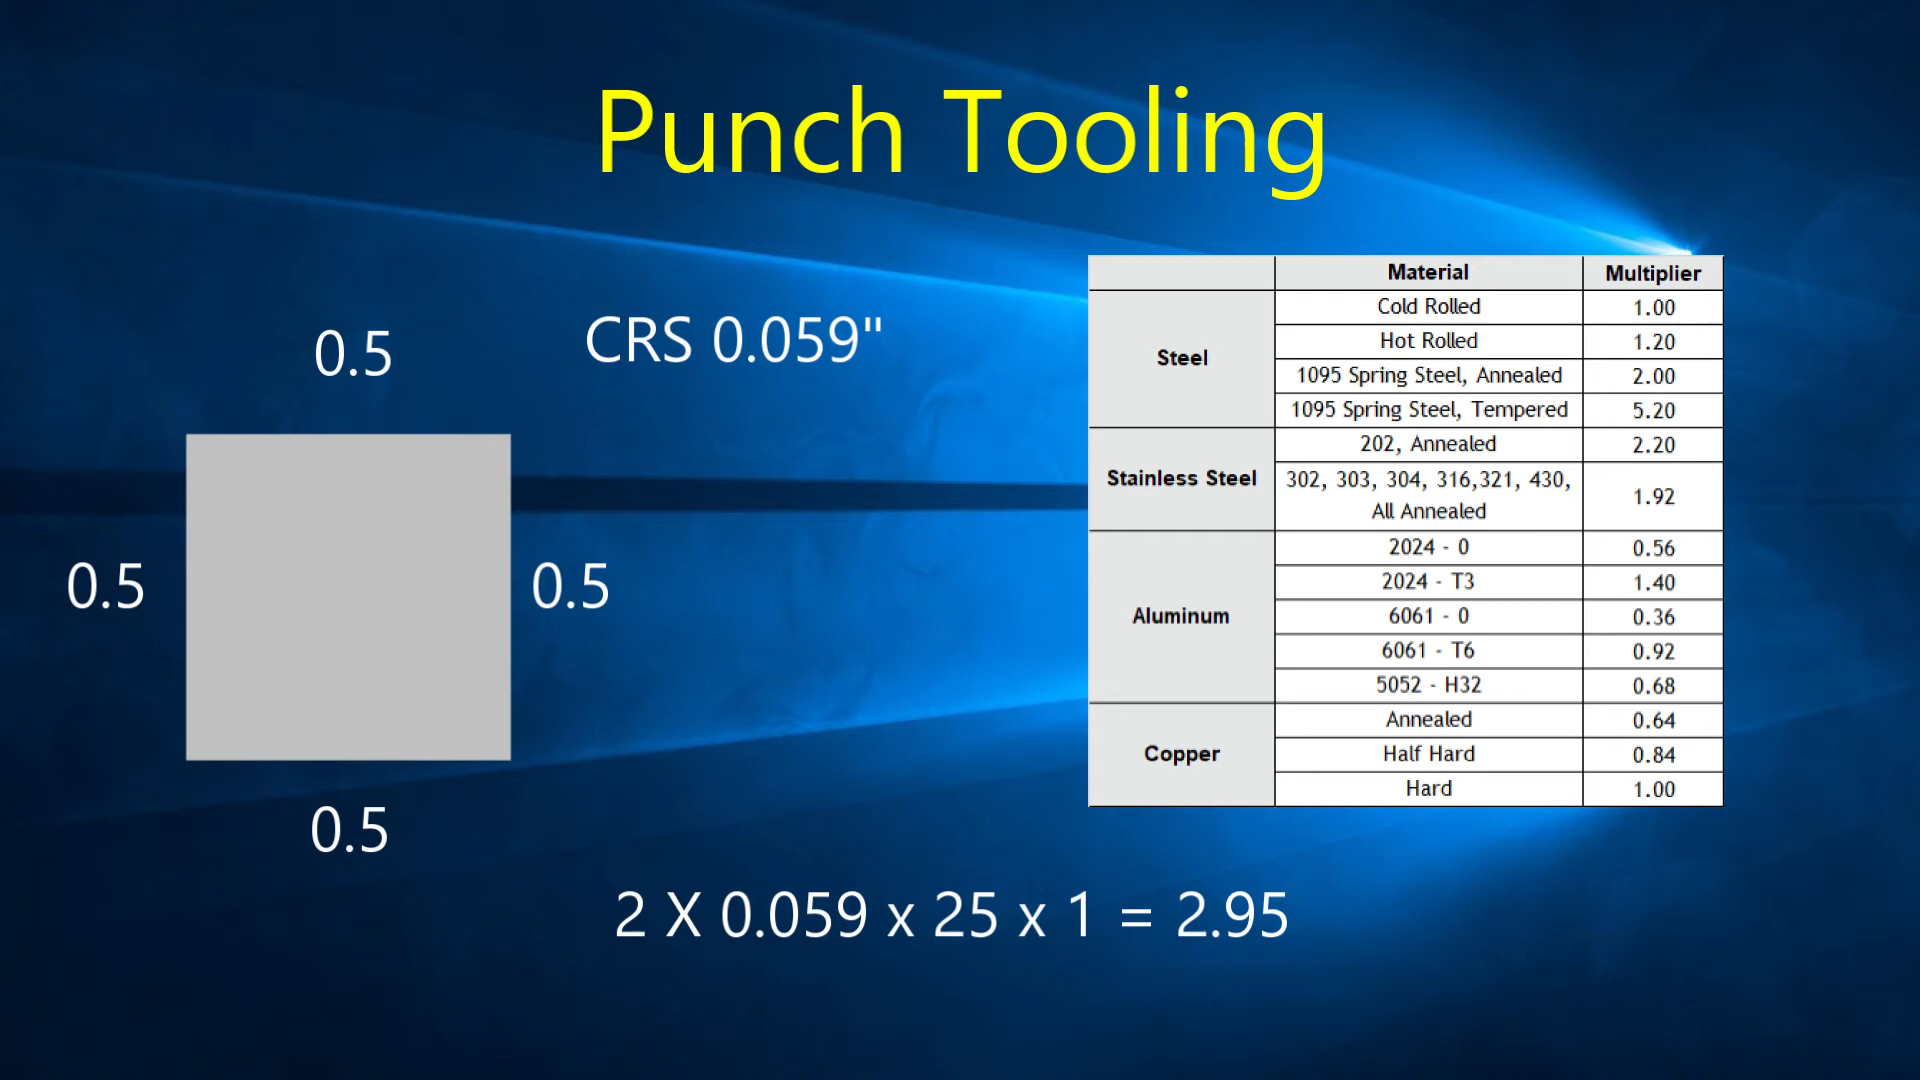 Punch Tooling
CRS 0.059"
0.5
0.5
0.5
0.5
Material Multiplier
Steel
Cold Rolled 1.00
Hot Rolled 1.20
1095 Spring Steel, Annealed 2.00
1095 Spring Steel, Tempered 5.20
Stainless Steel
202, Annealed 2.20
302, 303, 304, 316,321, 430,
All Annealed
1.92
Aluminum
2024 - 0 0.56
2024 - T3 1.40
6061 - 0 0.36
6061 - T6 0.92
5052 - H32 0.68
Copper
Annealed 0.64
Half Hard 0.84
Hard 1.00
2 X 0.059 x 25 x 1 = 2.95